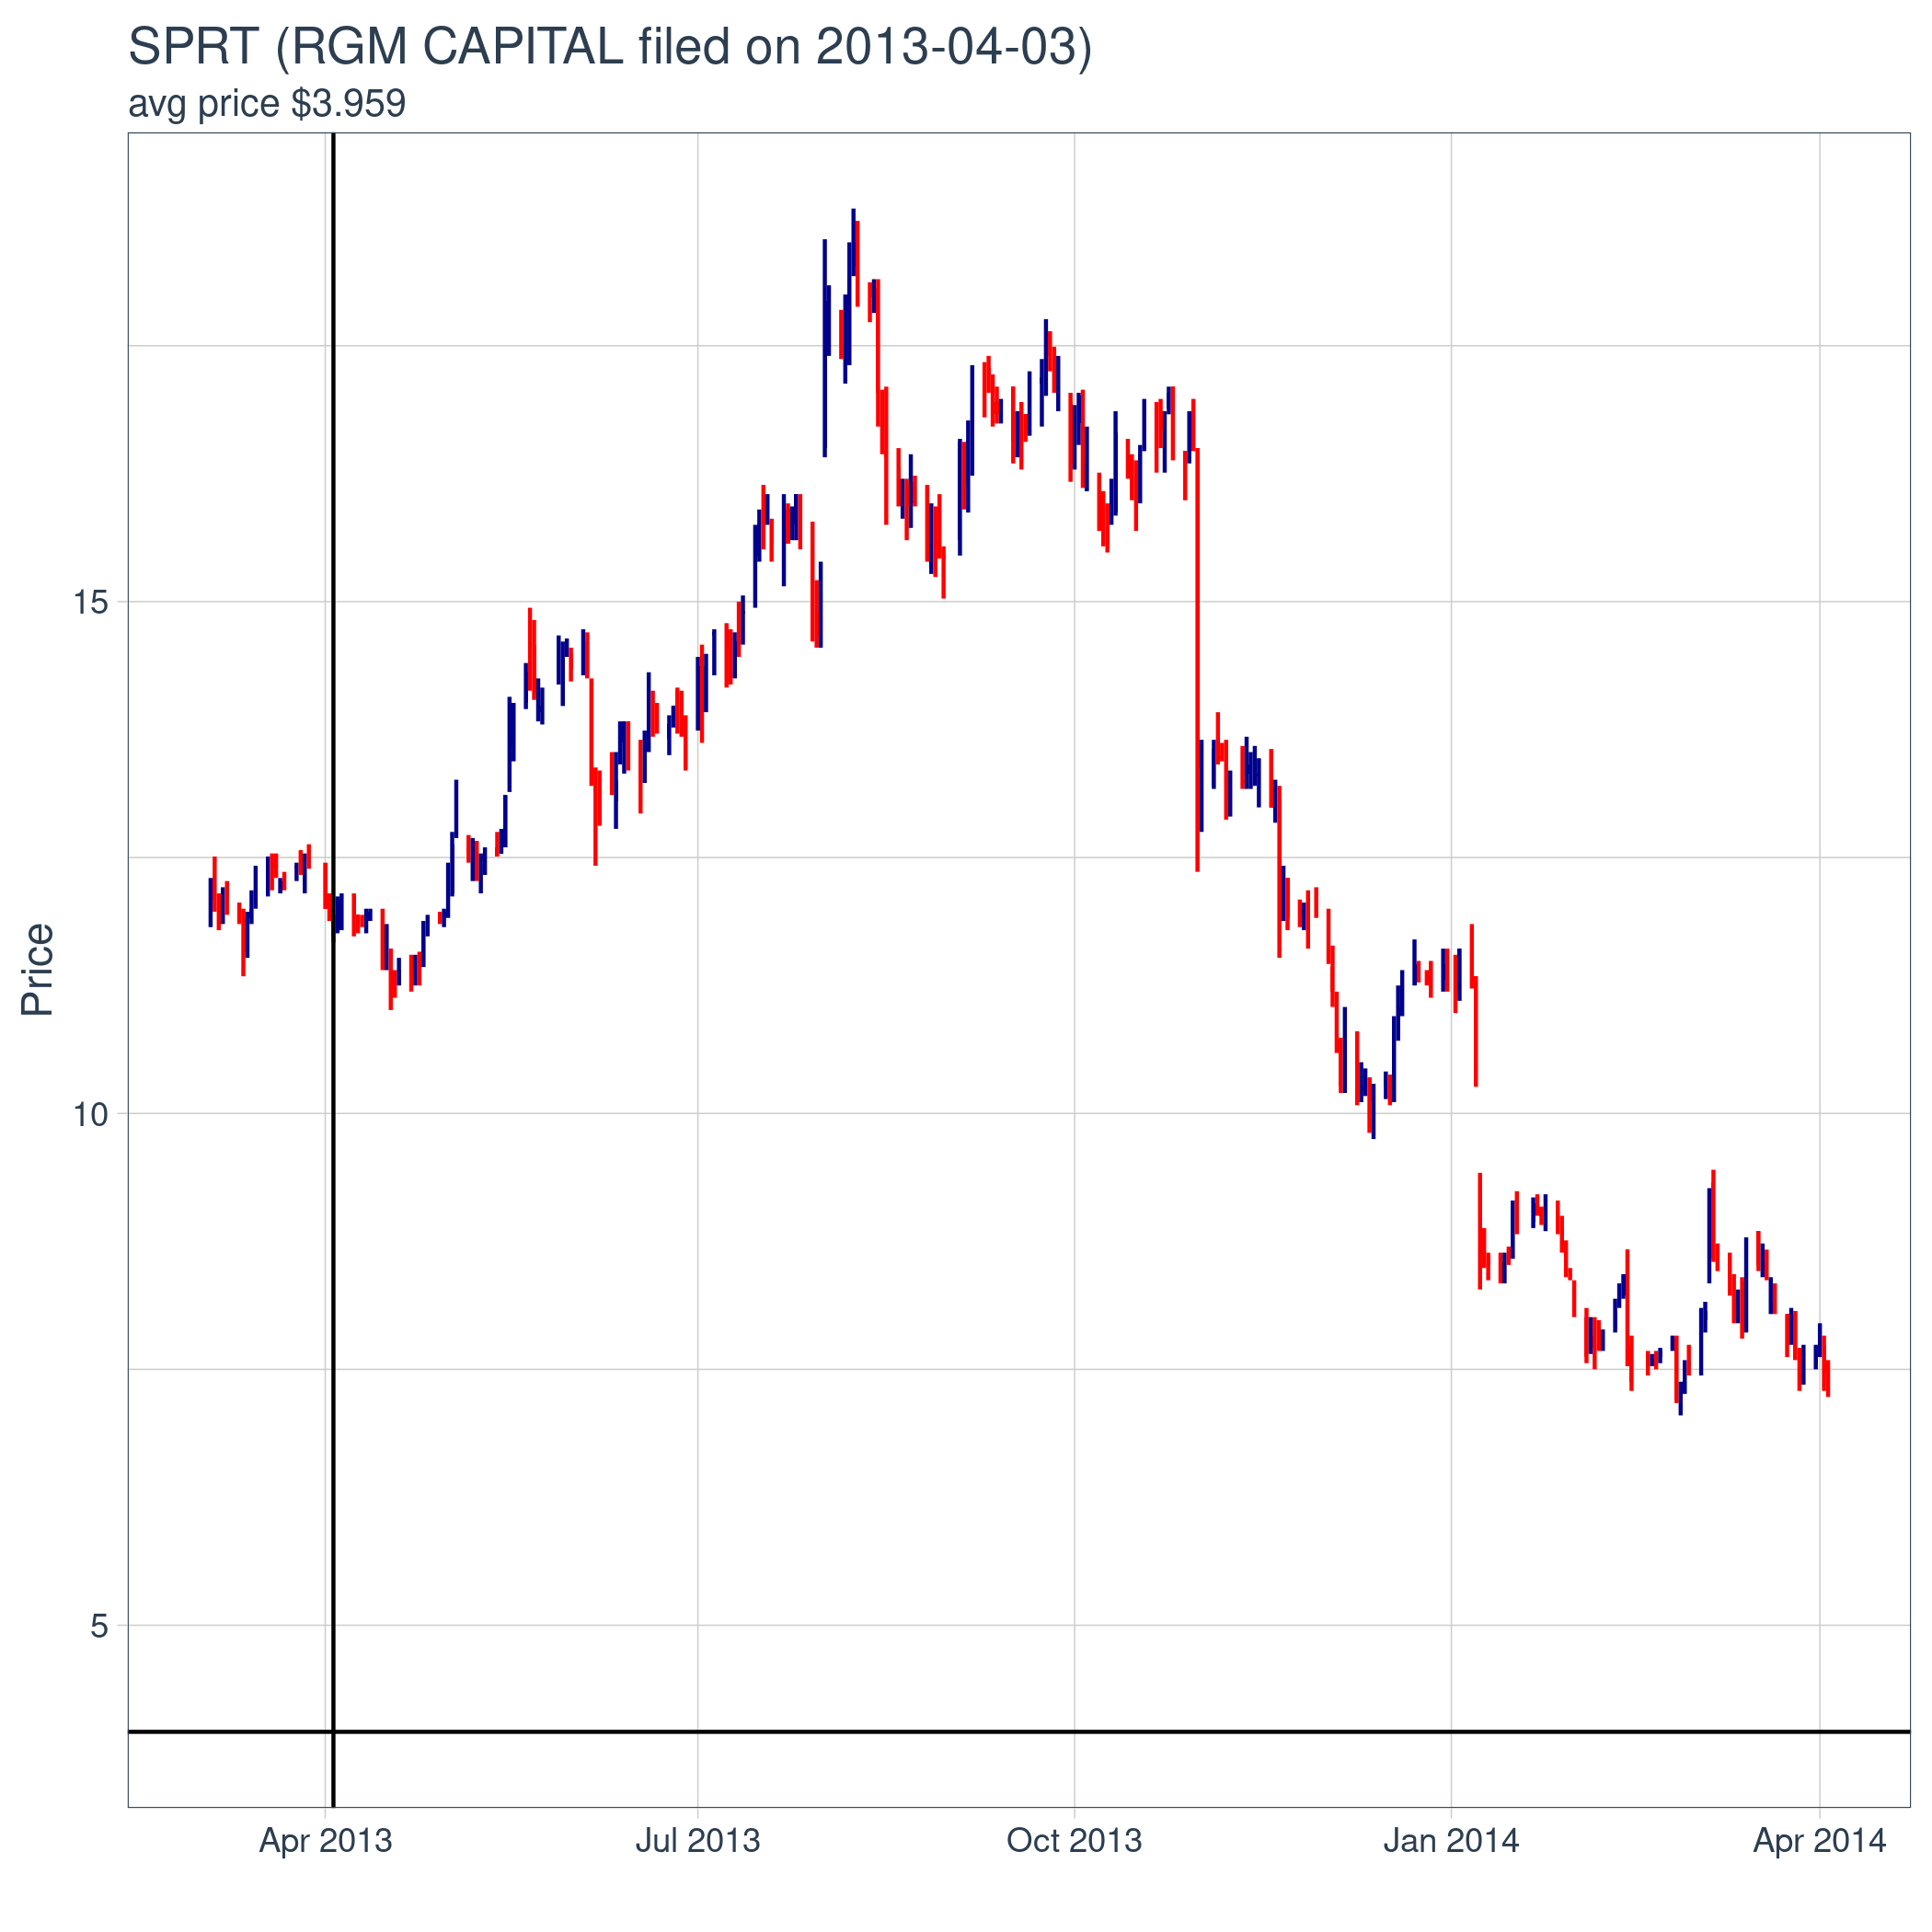 SPRT (RGM CAPITAL filed on 2013-04-03)
avg price $3.959
Price
15
10
5
Apr 2013
Jul 2013
Oct 2013
Jan 2014
Apr 2014